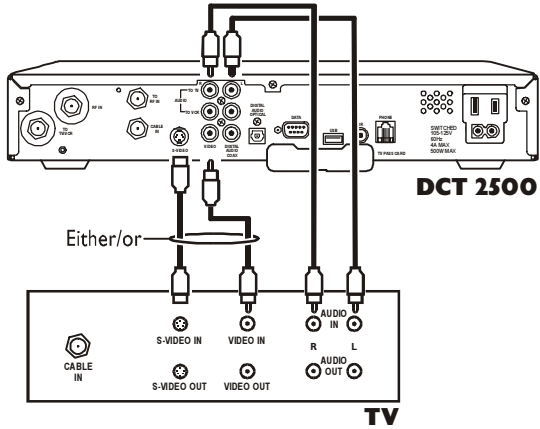 R
L
TO TV
AUDIO
TO VCR
RF IN
TO
TV/VCR
TO
RF IN
CABLE
IN
S-VIDEO
VIDEO
DIGITAL
AUDIO
COAX
DIGITAL
AUDIO
OPTICAL
DATA
USB
IR
PHONE
TV PASS CARD
SWITCHED
105-125V
60Hz
4A MAX
500W MAX
DCT 2500
Either/or
CABLE
IN
S-VIDEO IN
VIDEO IN
AUDIO
IN
R
L
S-VIDEO OUT
VIDEO OUT
AUDIO
OUT
TV